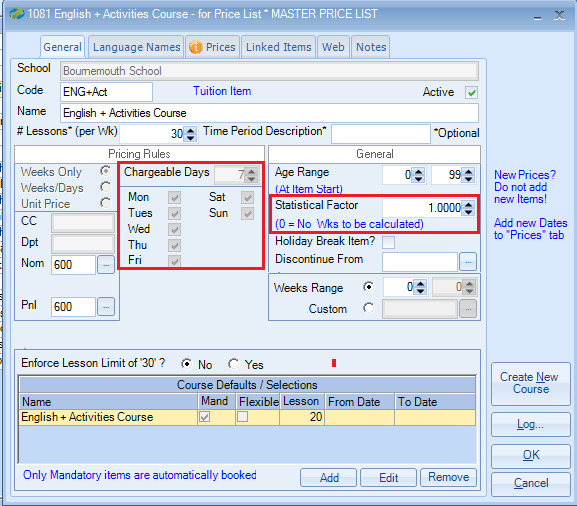 1081 English + Activities Course - for Price List * MASTER PRICE LIST
General Language Names Prices Linked Items Web Notes
School Bournemouth School
Code ENG+Act Tuition Item Active
Name English + Activities Course
# Lessons* (per Wk) 30 Time Period Description* *Optional
Pricing Rules
Weeks Only
Weeks/Days
Unit Price
CC
Dpt
Nom 600 ...
Pnl 600 ...
Chargeable Days 7
Mon Sat
Tues Sun
Wed
Thu
Fri
General
Age Range 0 99
(At Item Start)
Statistical Factor 1.0000
(0 = No Wks to be calculated)
Holiday Break Item?
Discontinue From ...
Weeks Range 0 0
Custom ...
New Prices?
Do not add
new Items!
Add new Dates
to "Prices" tab
Enforce Lesson Limit of '30' ? No Yes
Course Defaults / Selections
Name Mand Flexible Lesson From Date To Date
English + Activities Course 20
Only Mandatory items are automatically booked Add Edit Remove
Create New
Course
Log...
OK
Cancel